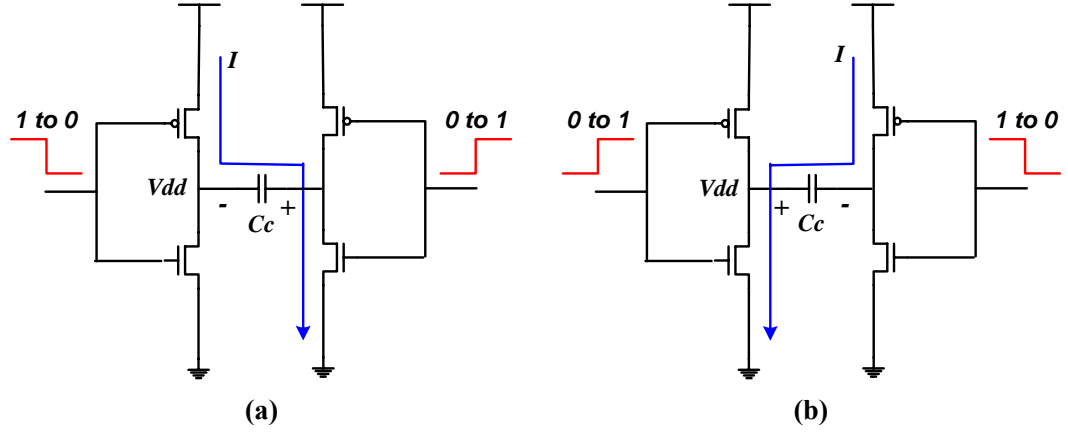 I
I
1 to 0
0 to 1
0 to 1
1 to 0
Vdd
- +
Cc
Vdd
+ -
Cc
(a)
(b)